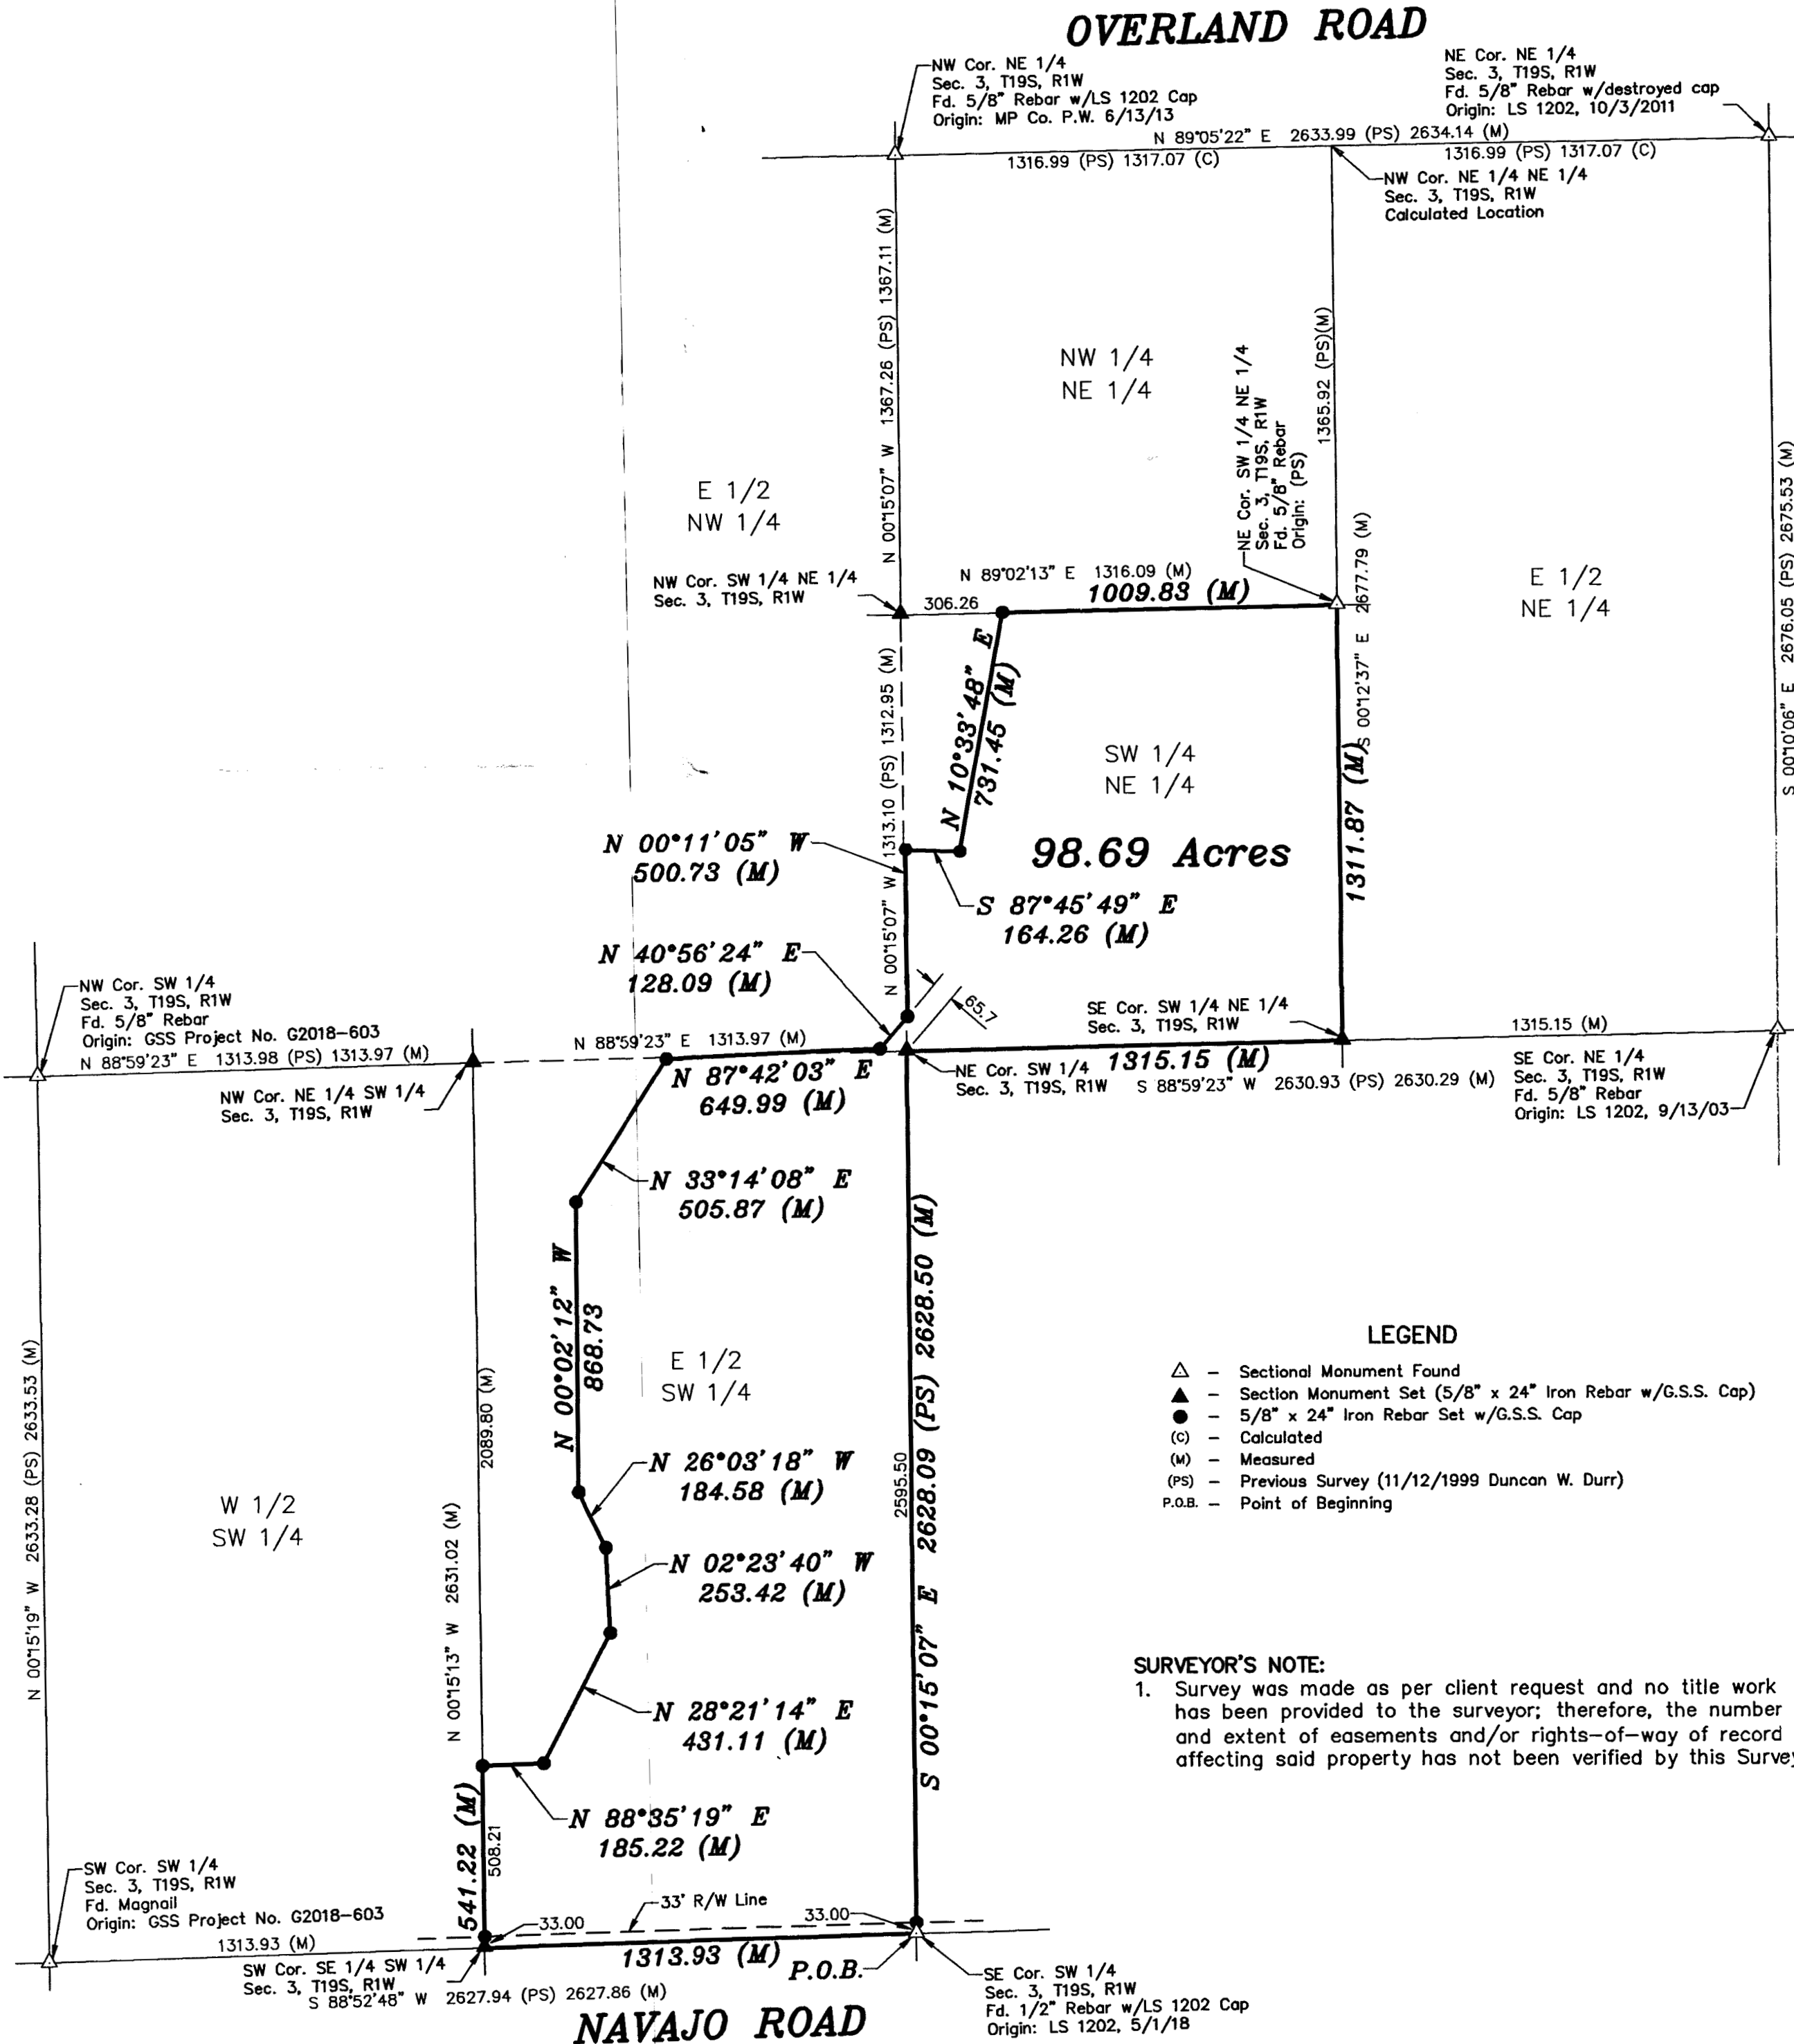 OVERLAND ROAD
NW Cor. NE 1/4
Sec. 3, T19S, R1W
Fd. 5/8" Rebar w/LS 1202 Cap
Origin: MP Co. P.W. 6/13/13
NE Cor. NE 1/4
Sec. 3, T19S, R1W
Fd. 5/8" Rebar w/destroyed cap
Origin: LS 1202, 10/3/2011
N 89°05'22" E 2633.99 (PS) 2634.14 (M)
1316.99 (PS) 1317.07 (C)
1316.99 (PS) 1317.07 (C)
NW Cor. NE 1/4 NE 1/4
Sec. 3, T19S, R1W
Calculated Location
N 00°15'07" W 1367.26 (PS) 1367.11 (M)
NW 1/4
NE 1/4
1365.92 (PS)(M)
NE Cor. SW 1/4 NE 1/4
Sec. 3, T19S, R1W
Fd. 5/8" Rebar
Origin: (PS)
E 1/2
NW 1/4
S 00°12'37" E 2677.79 (M)
S 00°10'06" E 2676.05 (PS) 2675.53 (M)
E 1/2
NE 1/4
NW Cor. SW 1/4 NE 1/4
Sec. 3, T19S, R1W
N 89°02'13" E 1316.09 (M)
306.26
1009.83 (M)
N 10°33'48" E
731.45 (M)
N 00°15'07" W 1313.10 (PS) 1312.95 (M)
SW 1/4
NE 1/4
1311.87 (M)
98.69 Acres
N 00°11'05" W
500.73 (M)
S 87°45'49" E
164.26 (M)
N 40°56'24" E
128.09 (M)
65.7
NW Cor. SW 1/4
Sec. 3, T19S, R1W
Fd. 5/8" Rebar
Origin: GSS Project No. G2018-603
N 88°59'23" E 1313.98 (PS) 1313.97 (M)
N 88°59'23" E 1313.97 (M)
SE Cor. SW 1/4 NE 1/4
Sec. 3, T19S, R1W
1315.15 (M)
1315.15 (M)
NW Cor. NE 1/4 SW 1/4
Sec. 3, T19S, R1W
N 87°42'03" E
649.99 (M)
NE Cor. SW 1/4
Sec. 3, T19S, R1W
S 88°59'23" W 2630.93 (PS) 2630.29 (M)
SE Cor. NE 1/4
Sec. 3, T19S, R1W
Fd. 5/8" Rebar
Origin: LS 1202, 9/13/03
N 33°14'08" E
505.87 (M)
N 00°02'12" W
868.73
E 1/2
SW 1/4
S 00°15'07" E 2628.09 (PS) 2628.50 (M)
2595.50
2089.80 (M)
N 00°15'13" W 2631.02 (M)
N 00°15'19" W 2633.28 (PS) 2633.53 (M)
W 1/2
SW 1/4
N 26°03'18" W
184.58 (M)
N 02°23'40" W
253.42 (M)
N 28°21'14" E
431.11 (M)
N 88°35'19" E
185.22 (M)
LEGEND
△ – Sectional Monument Found
▲ – Section Monument Set (5/8" x 24" Iron Rebar w/G.S.S. Cap)
● – 5/8" x 24" Iron Rebar Set w/G.S.S. Cap
(C) – Calculated
(M) – Measured
(PS) – Previous Survey (11/12/1999 Duncan W. Durr)
P.O.B. – Point of Beginning
SURVEYOR'S NOTE:
1. Survey was made as per client request and no title work
has been provided to the surveyor; therefore, the number
and extent of easements and/or rights-of-way of record
affecting said property has not been verified by this Survey
541.22 (M)
508.21
SW Cor. SW 1/4
Sec. 3, T19S, R1W
Fd. Magnail
Origin: GSS Project No. G2018-603
33' R/W Line
33.00
33.00
1313.93 (M)
1313.93 (M)
P.O.B.
SW Cor. SE 1/4 SW 1/4
Sec. 3, T19S, R1W
S 88°52'48" W 2627.94 (PS) 2627.86 (M)
SE Cor. SW 1/4
Sec. 3, T19S, R1W
Fd. 1/2" Rebar w/LS 1202 Cap
Origin: LS 1202, 5/1/18
NAVAJO ROAD